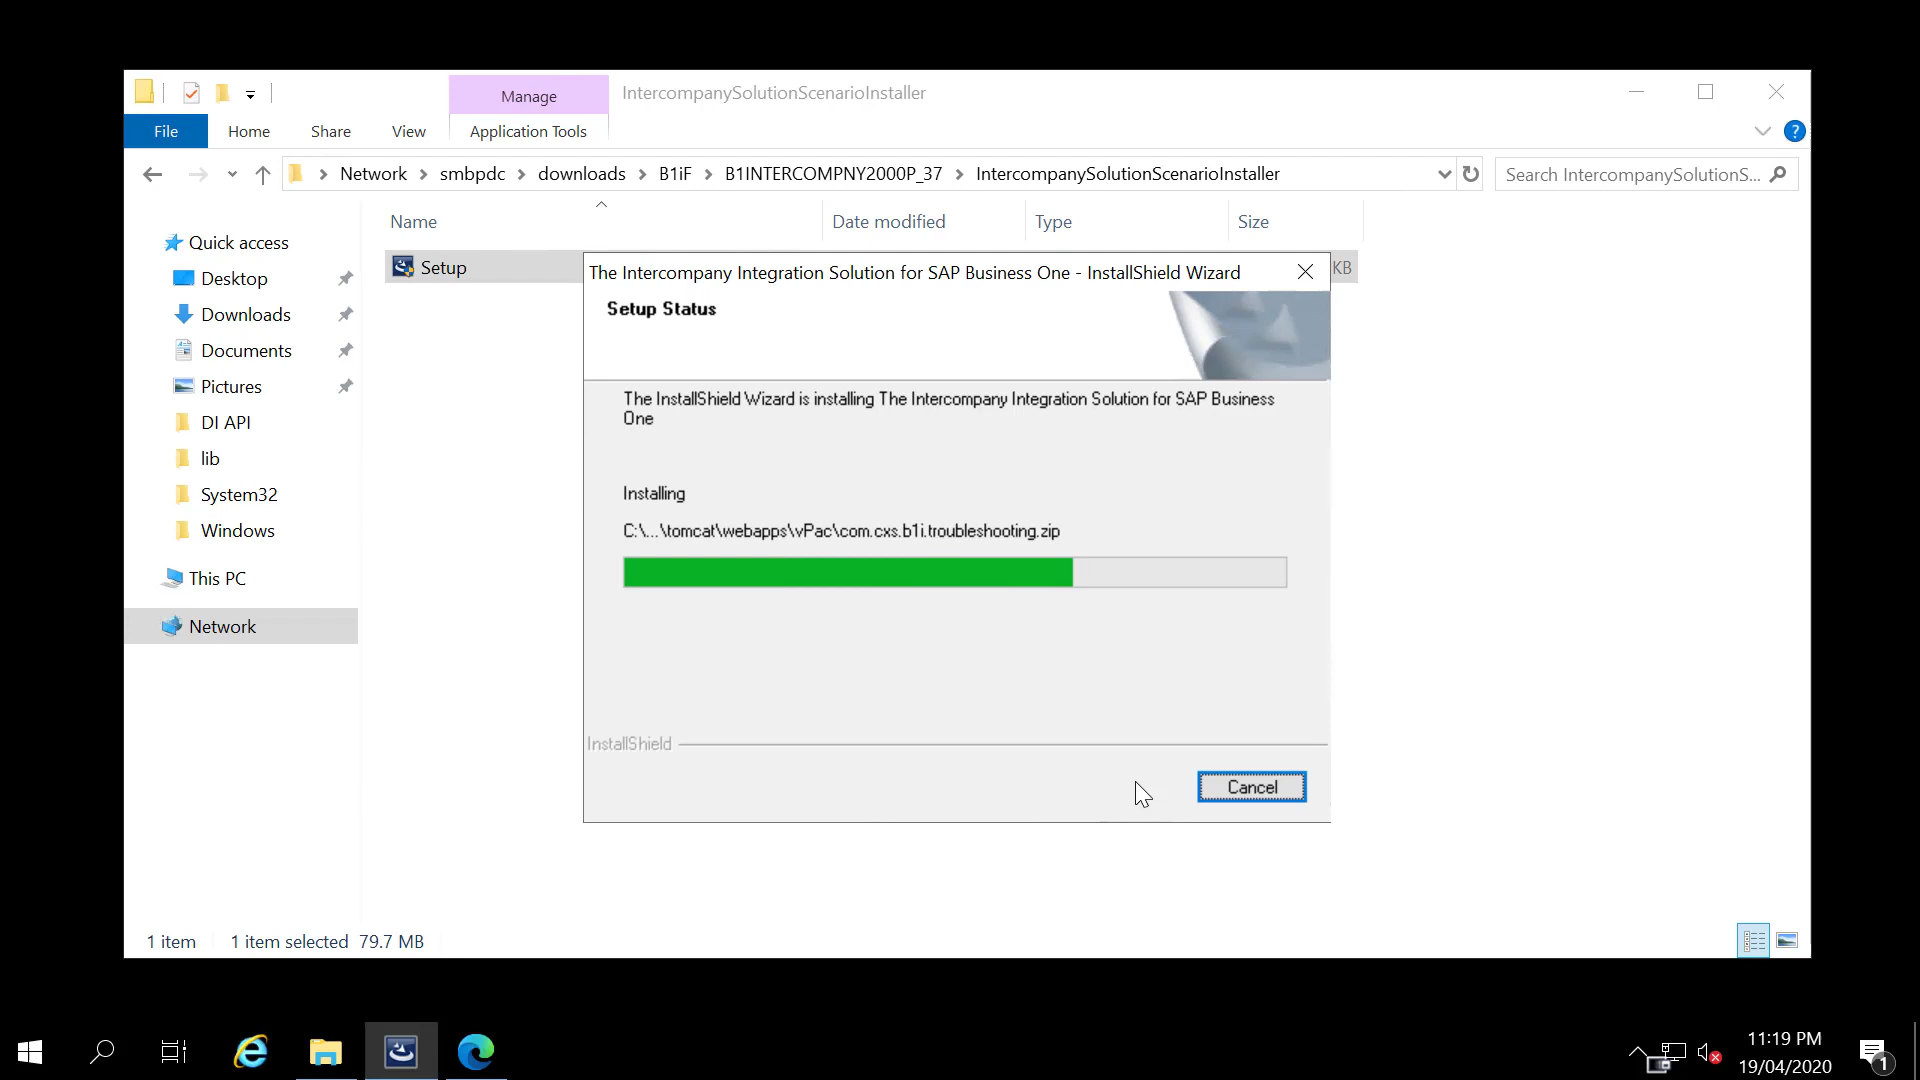 Manage
IntercompanySolutionScenarioInstaller
File
Home
Share
View
Application Tools
?
Network
smbpdc
downloads
B1iF
B1INTERCOMPNY2000P_37
IntercompanySolutionScenarioInstaller
Search IntercompanySolutionS...
Name
Date modified
Type
Size
Quick access
Desktop
Downloads
Documents
Pictures
DI API
lib
System32
Windows
This PC
Network
Setup
KB
The Intercompany Integration Solution for SAP Business One - InstallShield Wizard
Setup Status
The InstallShield Wizard is installing The Intercompany Integration Solution for SAP Business
One
Installing
C:\...\tomcat\webapps\vPac\com.cxs.b1i.troubleshooting.zip
InstallShield
Cancel
1 item
1 item selected 79.7 MB
11:19 PM
19/04/2020
1